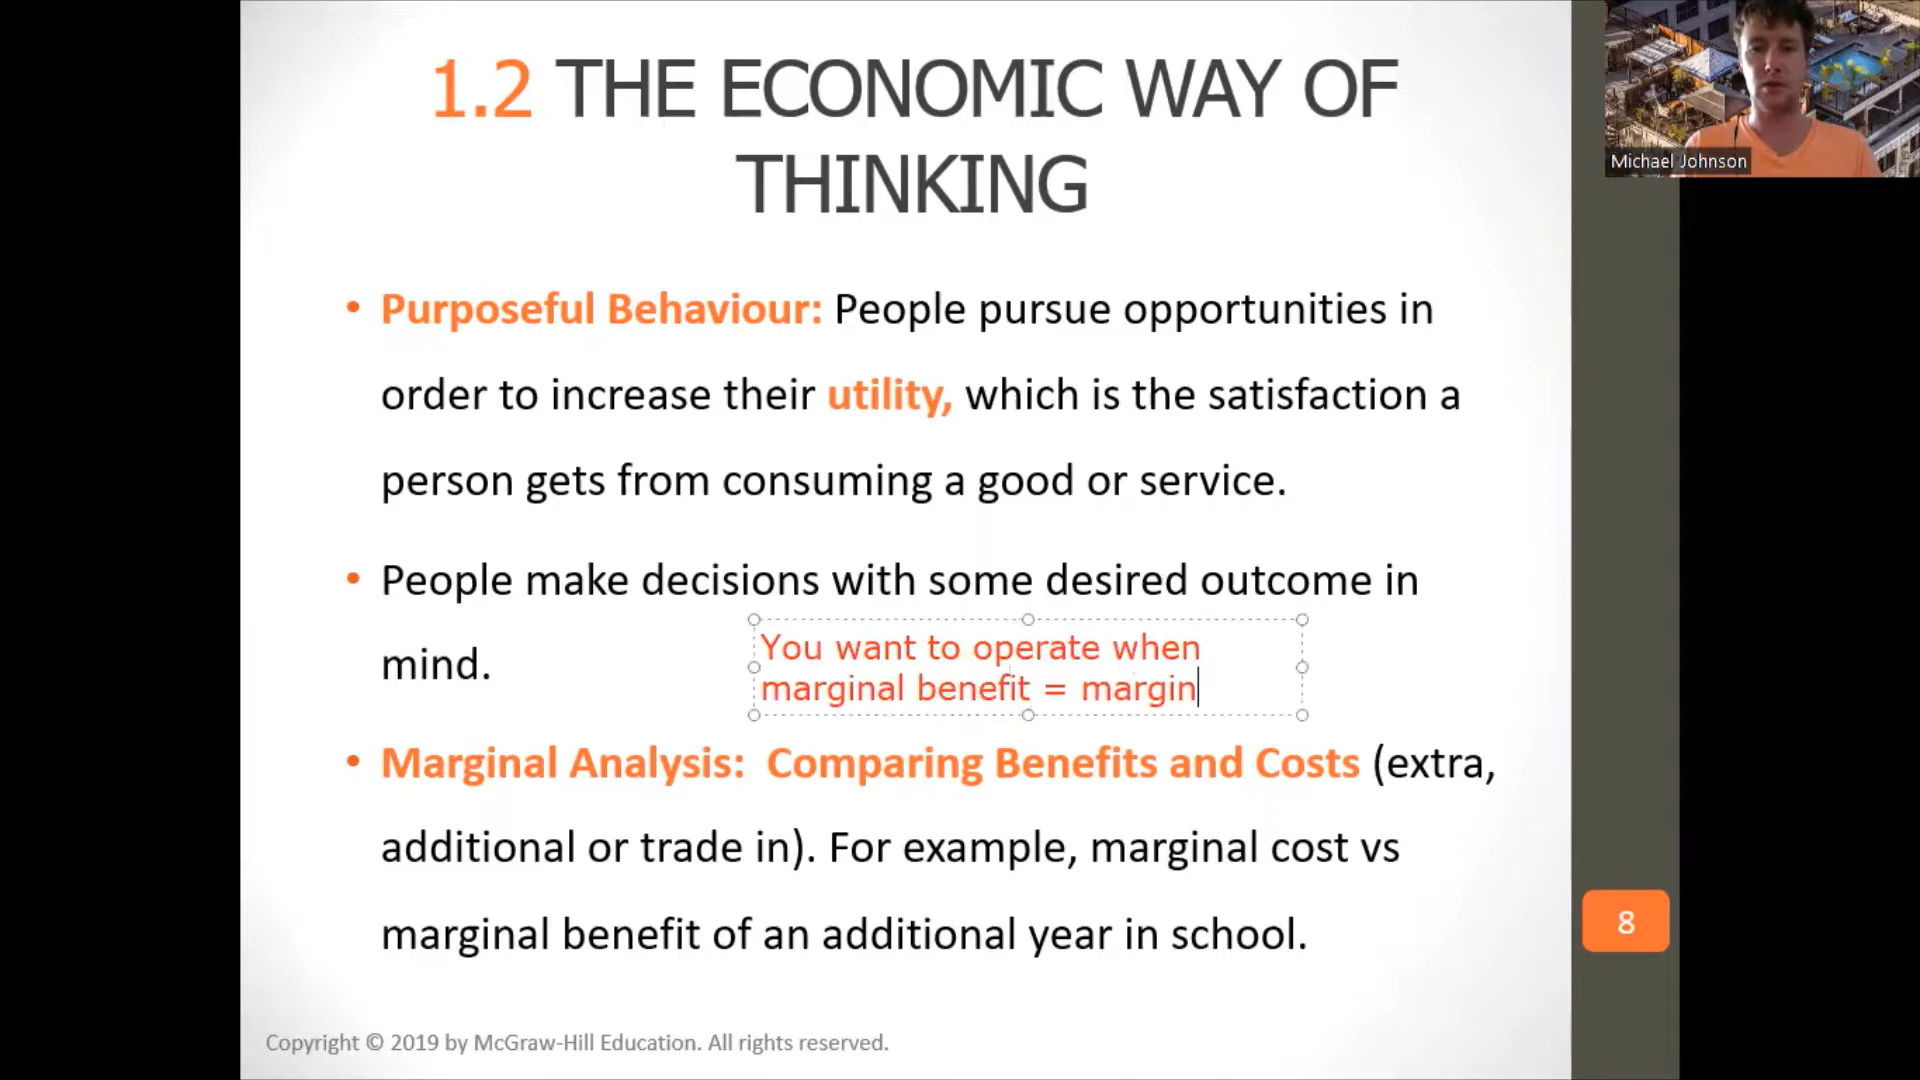 1.2 THE ECONOMIC WAY OF
THINKING
Michael Johnson
• Purposeful Behaviour: People pursue opportunities in
order to increase their utility, which is the satisfaction a
person gets from consuming a good or service.
• People make decisions with some desired outcome in
mind.
You want to operate when
marginal benefit = margin
• Marginal Analysis:  Comparing Benefits and Costs (extra,
additional or trade in). For example, marginal cost vs
marginal benefit of an additional year in school.
8
Copyright © 2019 by McGraw-Hill Education. All rights reserved.